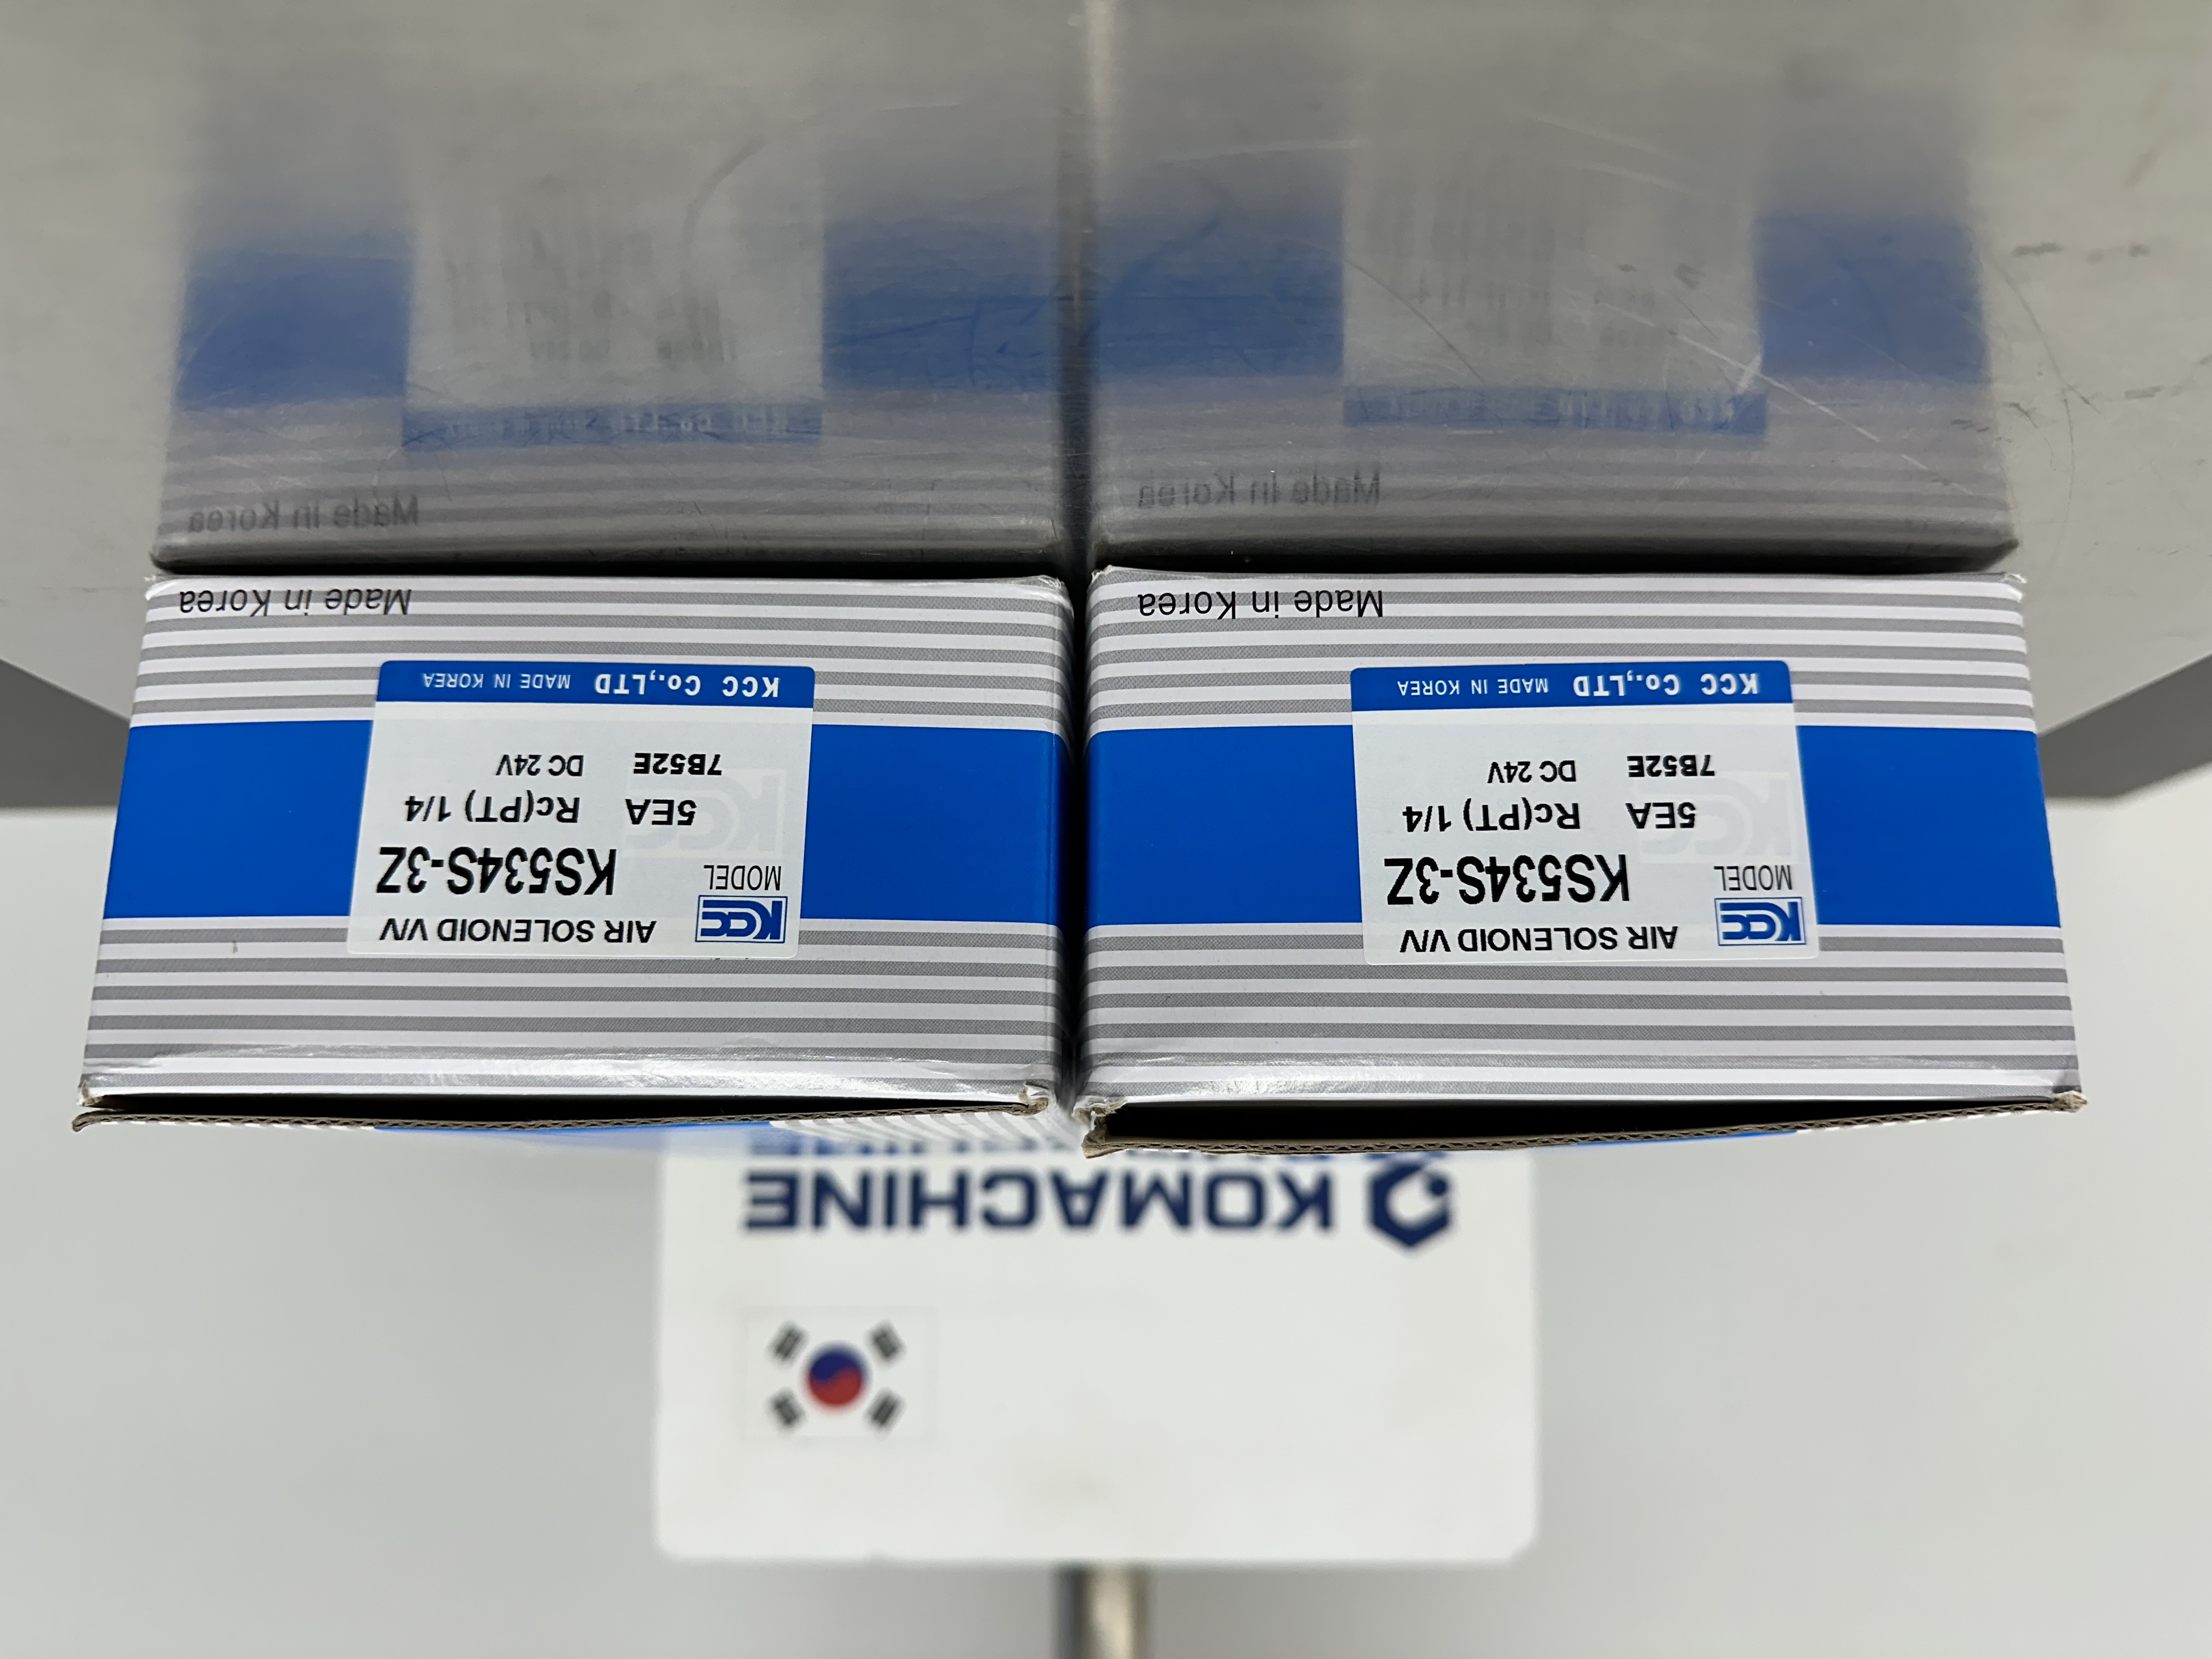 KOMACHINE
KCC AIR SOLENOID V/V
MODEL KS534S-3Z
5EA Rc(PT) 1/4
7B52E DC 24V
KCC Co.,LTD MADE IN KOREA
Made in Korea
KCC AIR SOLENOID V/V
MODEL KS534S-3Z
5EA Rc(PT) 1/4
7B52E DC 24V
KCC Co.,LTD MADE IN KOREA
Made in Korea
Made in Korea
Made in Korea